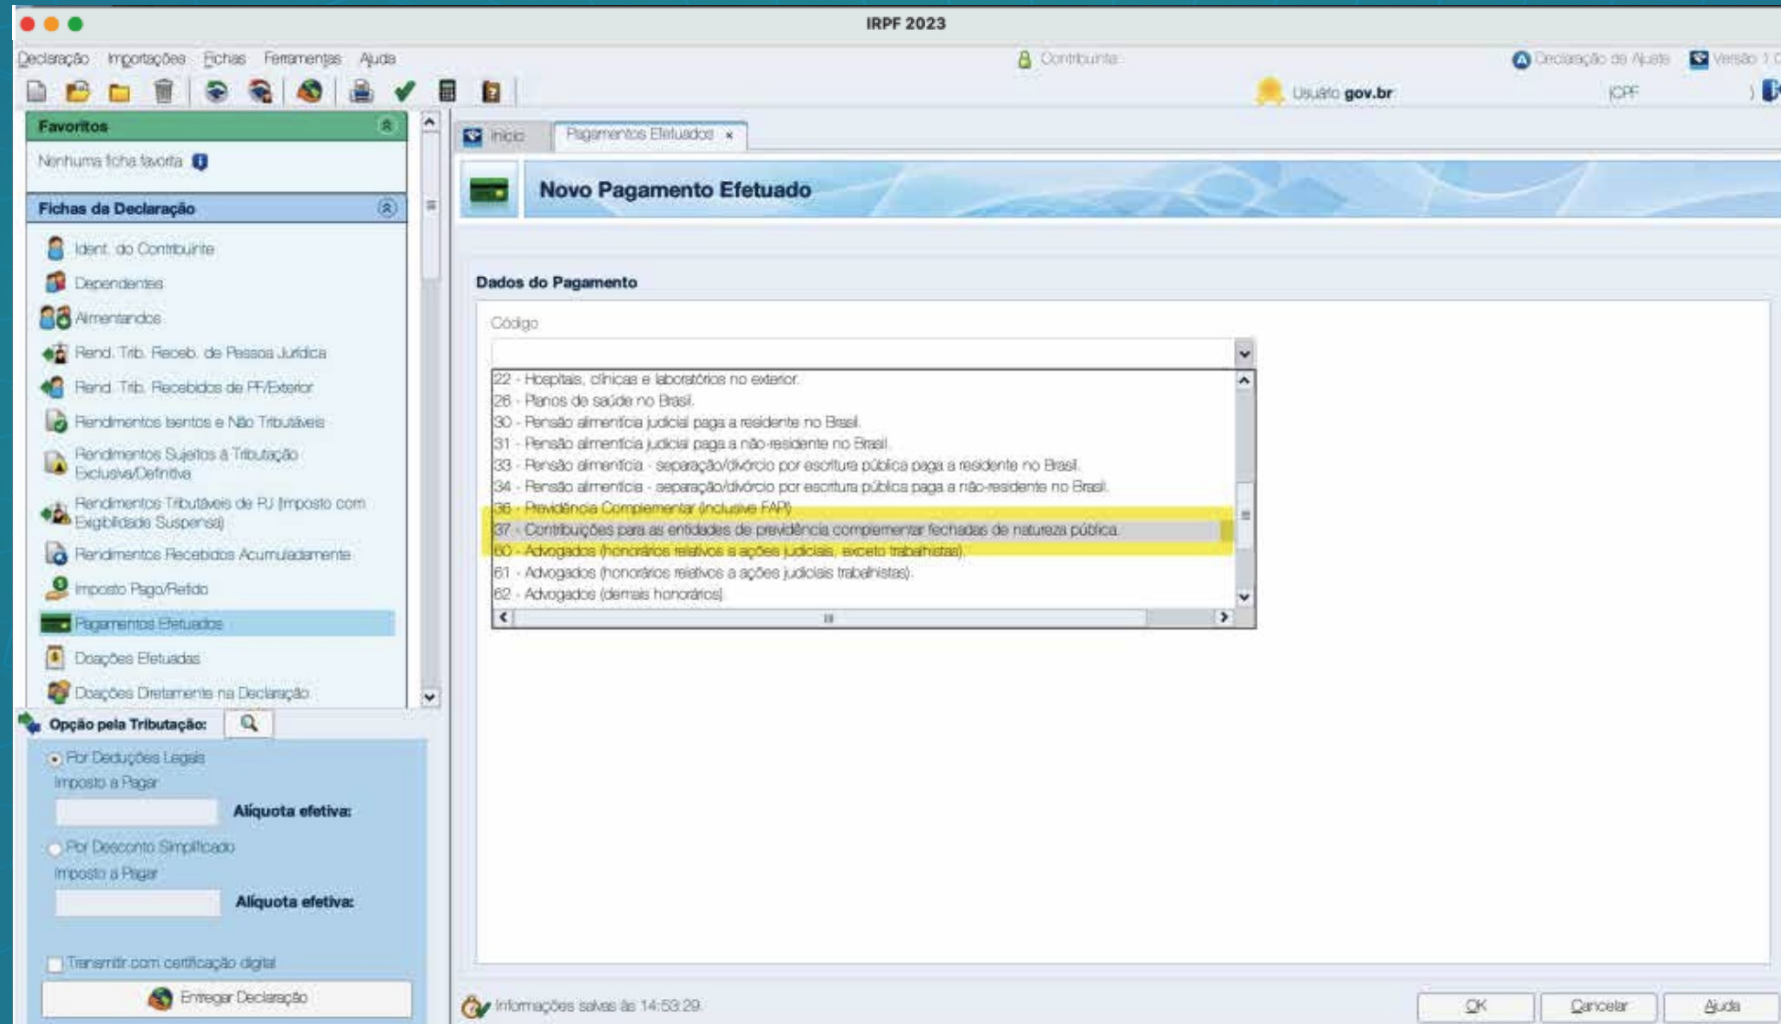 IRPF 2023
Declaração Importações Fichas Ferramentas Ajuda
Contribuinte:
Declaração de Ajuste
Versão 1.0
Usuário gov.br
(CPF )
Favoritos
Nenhuma ficha favorita
Fichas da Declaração
Ident. do Contribuinte
Dependentes
Alimentandos
Rend. Trib. Receb. de Pessoa Jurídica
Rend. Trib. Recebidos de PF/Exterior
Rendimentos Isentos e Não Tributáveis
Rendimentos Sujeitos à Tributação
Exclusiva/Definitiva
Rendimentos Tributáveis de PJ (Imposto com
Exigibilidade Suspensa)
Rendimentos Recebidos Acumuladamente
Imposto Pago/Retido
Pagamentos Efetuados
Doações Efetuadas
Doações Diretamente na Declaração
Opção pela Tributação:
Por Deduções Legais
Imposto a Pagar
Alíquota efetiva:
Por Desconto Simplificado
Imposto a Pagar
Alíquota efetiva:
Transmitir com certificação digital
Entregar Declaração
Início
Pagamentos Efetuados
Novo Pagamento Efetuado
Dados do Pagamento
Código
22 - Hospitais, clínicas e laboratórios no exterior.
26 - Planos de saúde no Brasil.
30 - Pensão alimentícia judicial paga a residente no Brasil.
31 - Pensão alimentícia judicial paga a não-residente no Brasil.
33 - Pensão alimentícia - separação/divórcio por escritura pública paga a residente no Brasil.
34 - Pensão alimentícia - separação/divórcio por escritura pública paga a não-residente no Brasil.
36 - Previdência Complementar (inclusive FAPI)
37 - Contribuições para as entidades de previdência complementar fechadas de natureza pública.
60 - Advogados (honorários relativos a ações judiciais, exceto trabalhistas).
61 - Advogados (honorários relativos a ações judiciais trabalhistas).
62 - Advogados (demais honorários)
Informações salvas às 14:53:29.
OK
Cancelar
Ajuda